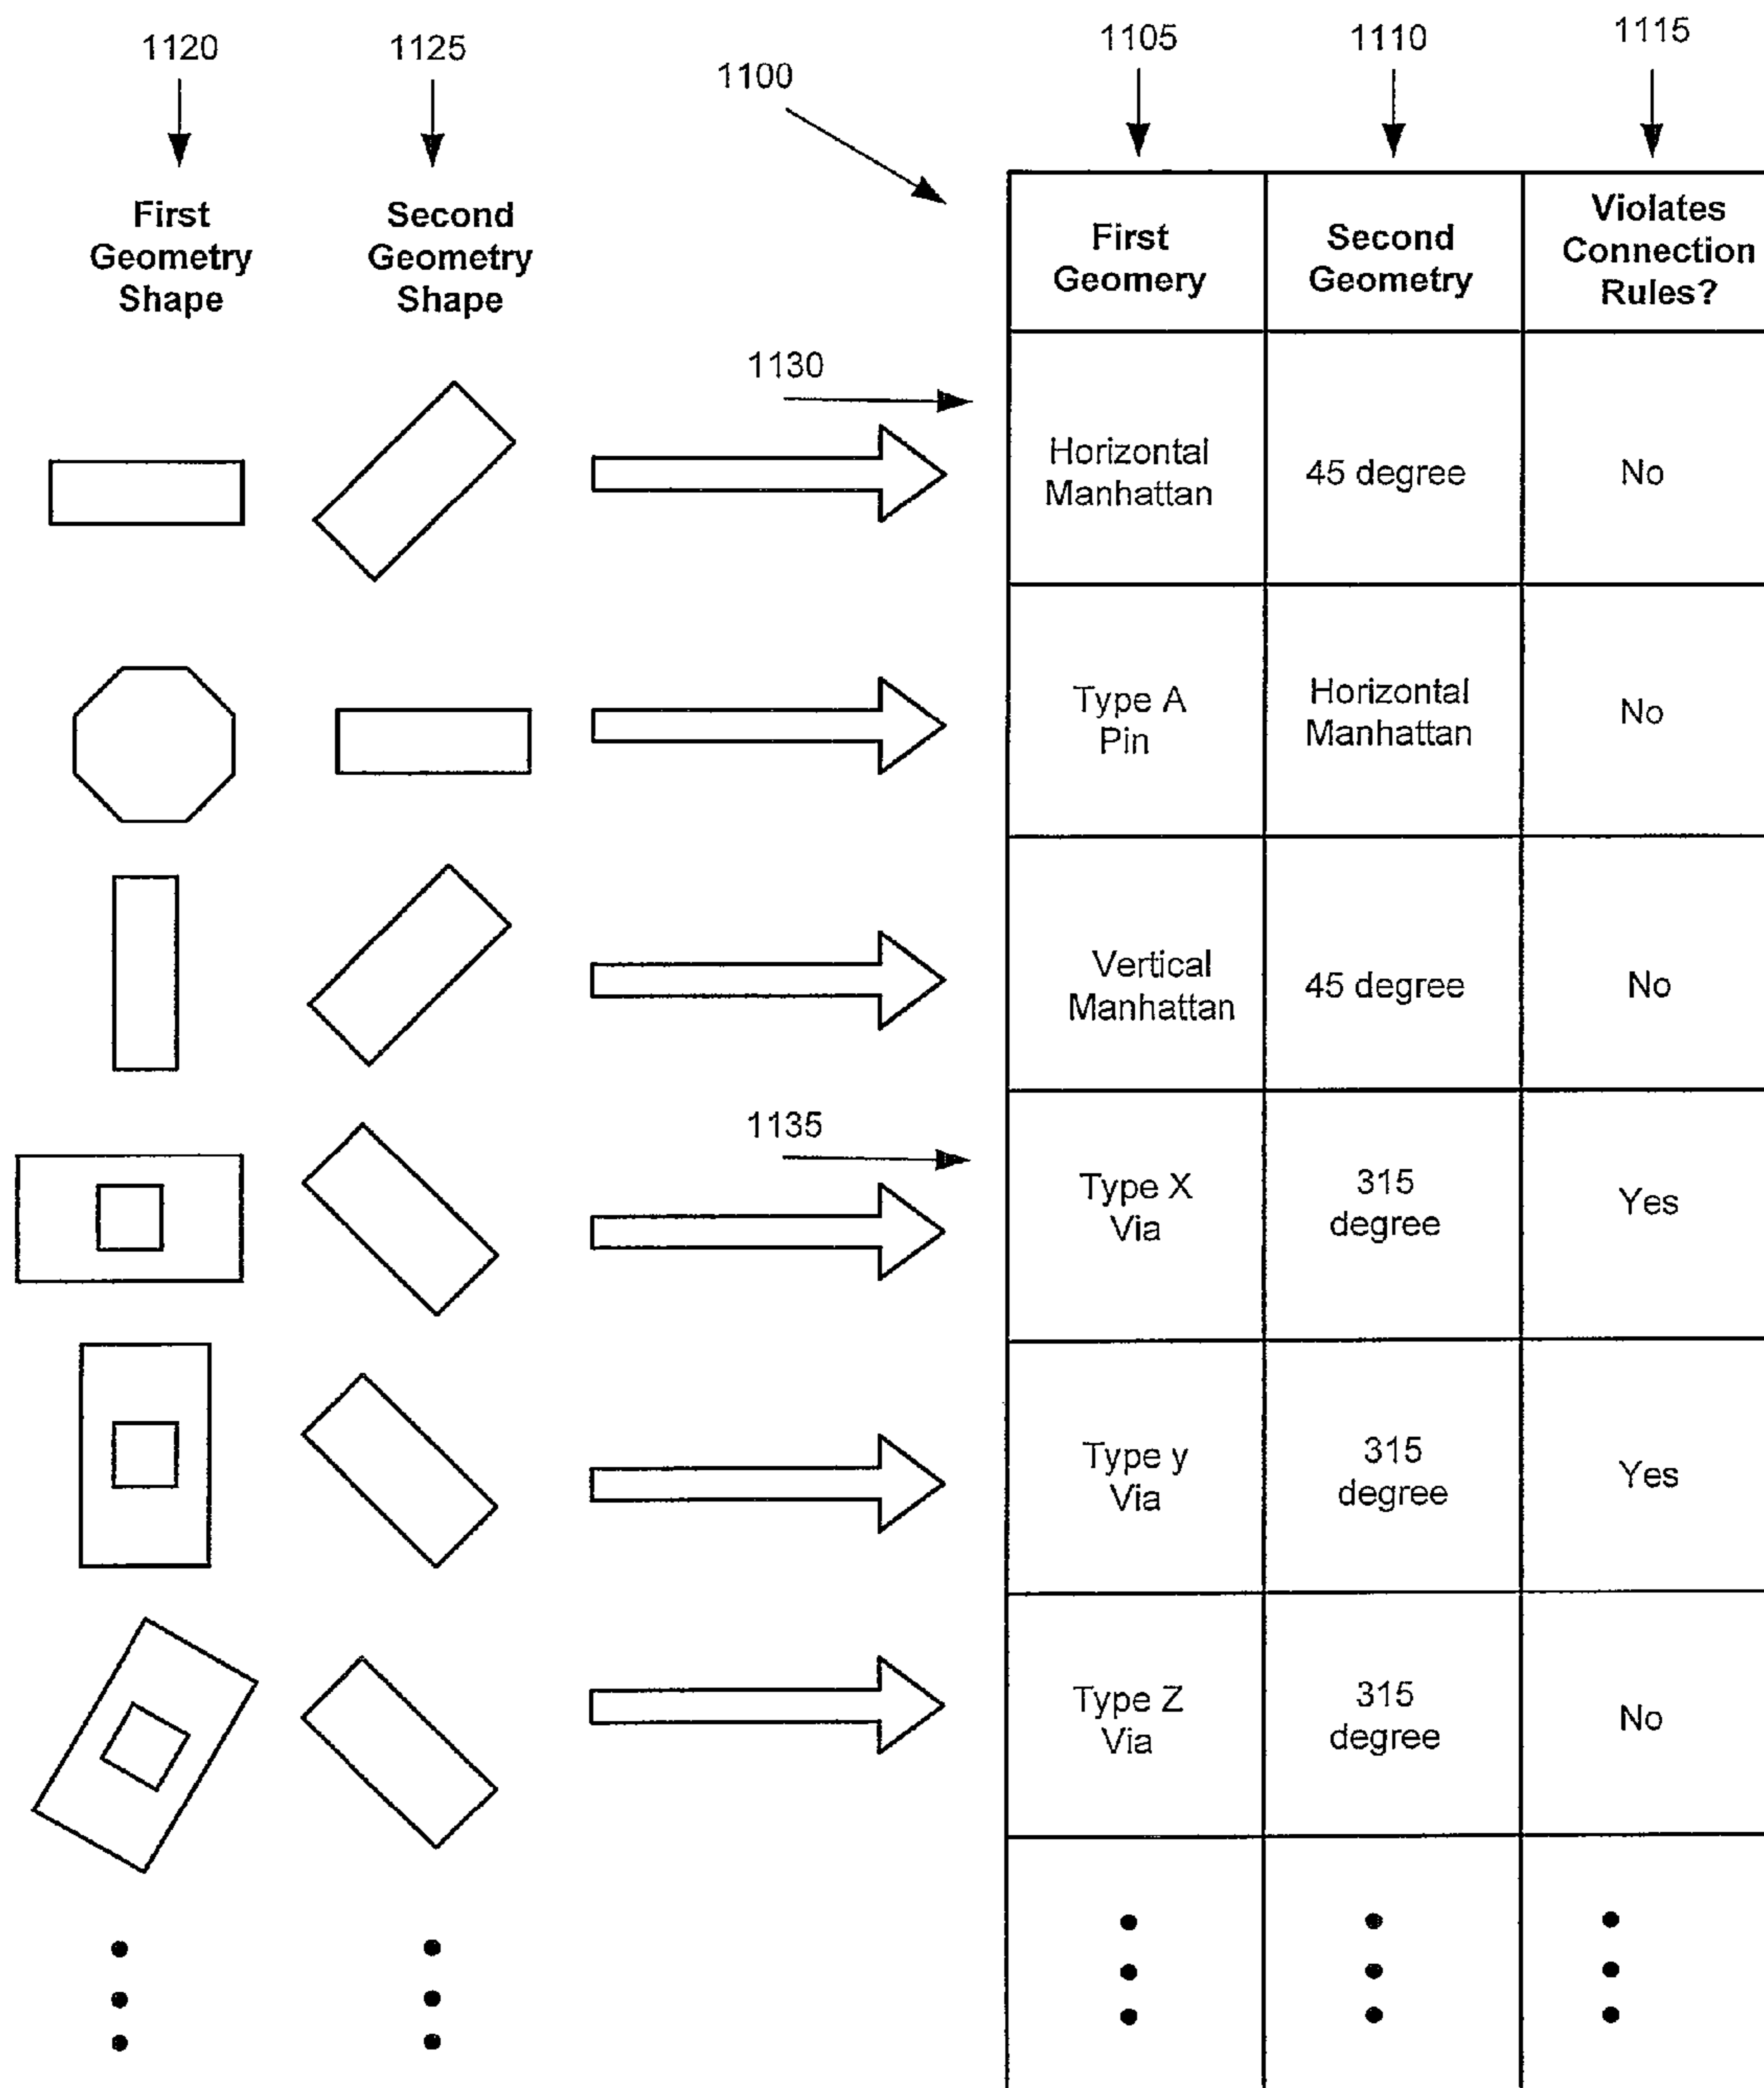 1120
1125
1100
1105
1110
1115
First
Geometry
Shape
Second
Geometry
Shape
First
Geomery
Second
Geometry
Violates
Connection
Rules?
1130
Horizontal
Manhattan
45 degree
No
Type A
Pin
Horizontal
Manhattan
No
Vertical
Manhattan
45 degree
No
1135
Type X
Via
315
degree
Yes
Type y
Via
315
degree
Yes
Type Z
Via
315
degree
No